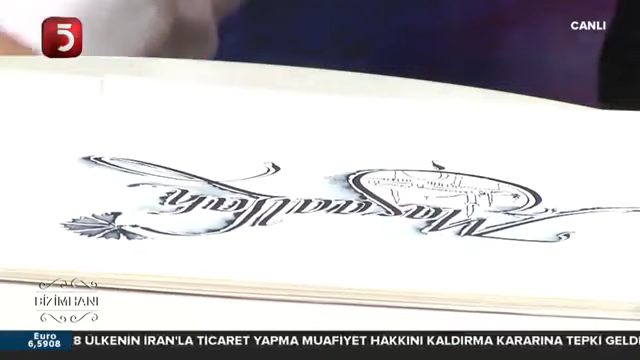 5
CANLI
BİZİMHANI
Euro
6,5908
8 ÜLKENİN İRAN'LA TİCARET YAPMA MUAFİYET HAKKINI KALDIRMA KARARINA TEPKİ GELD